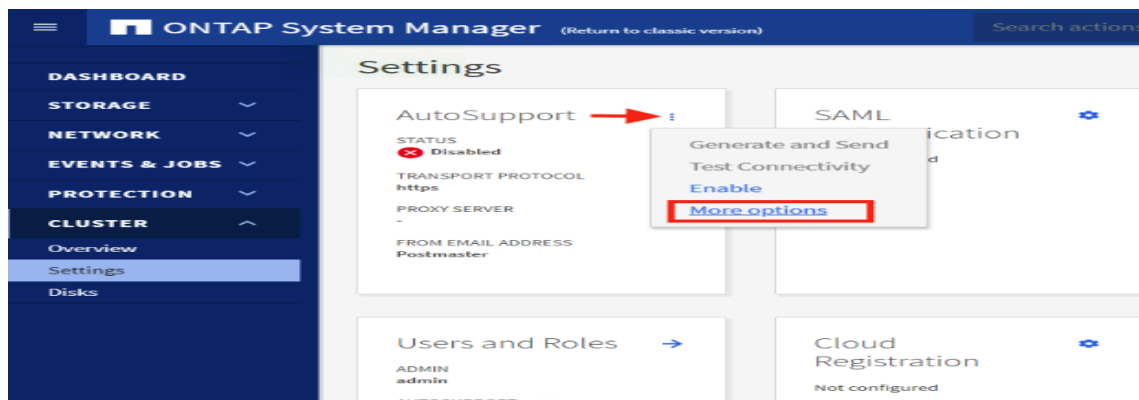 ONTAP System Manager (Return to classic version)
Search actions
DASHBOARD
STORAGE
NETWORK
EVENTS & JOBS
PROTECTION
CLUSTER
Overview
Settings
Disks
Settings
AutoSupport
STATUS
Disabled
TRANSPORT PROTOCOL
https
PROXY SERVER
-
FROM EMAIL ADDRESS
Postmaster
Generate and Send
Test Connectivity
Enable
More options
SAML
ication
d
Users and Roles
ADMIN
admin
Cloud
Registration
Not configured